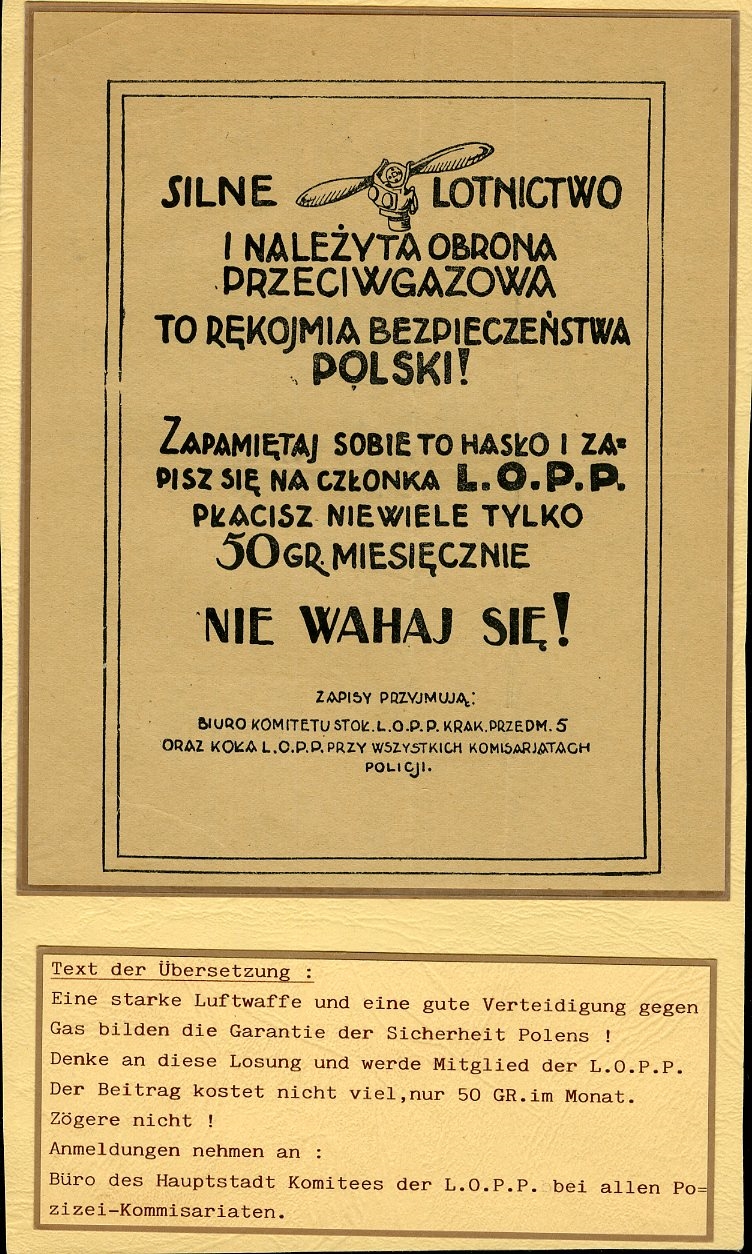 SILNE LOTNICTWO
I NALEŻYTA OBRONA
PRZECIWGAZOWA
TO RĘKOJMIA BEZPIECZEŃSTWA
POLSKI!
ZAPAMIĘTAJ SOBIE TO HASŁO I ZA=
PISZ SIĘ NA CZŁONKA L.O.P.P.
PŁACISZ NIEWIELE TYLKO
50 GR. MIESIĘCZNIE
NIE WAHAJ SIĘ!
ZAPISY PRZYJMUJĄ:
BIURO KOMITETU STOŁ. L.O.P.P. KRAK. PRZEDM. 5
ORAZ KOŁA L.O.P.P. PRZY WSZYSTKICH KOMISARJATACH
POLICJI.
Text der Übersetzung :
Eine starke Luftwaffe und eine gute Verteidigung gegen
Gas bilden die Garantie der Sicherheit Polens !
Denke an diese Losung und werde Mitglied der L.O.P.P.
Der Beitrag kostet nicht viel,nur 50 GR.im Monat.
Zögere nicht !
Anmeldungen nehmen an :
Büro des Hauptstadt Komitees der L.O.P.P. bei allen Po=
zizei-Kommisariaten.